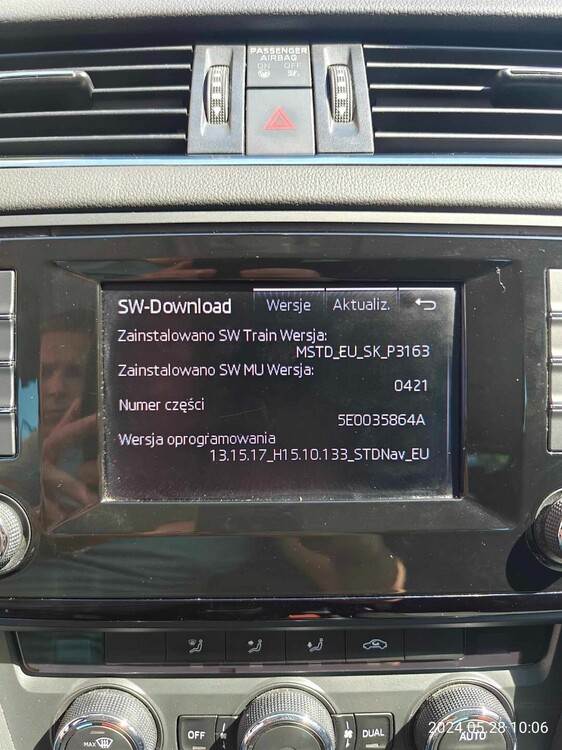 PASSENGER
AIRBAG
ON OFF
SW-Download Wersje Aktualiz.
Zainstalowano SW Train Wersja:
MSTD_EU_SK_P3163
Zainstalowano SW MU Wersja:
0421
Numer części
5E0035864A
Wersja oprogramowania
13.15.17_H15.10.133_STDNav_EU
OFF DUAL
MAX AUTO
2024.05.28 10:06